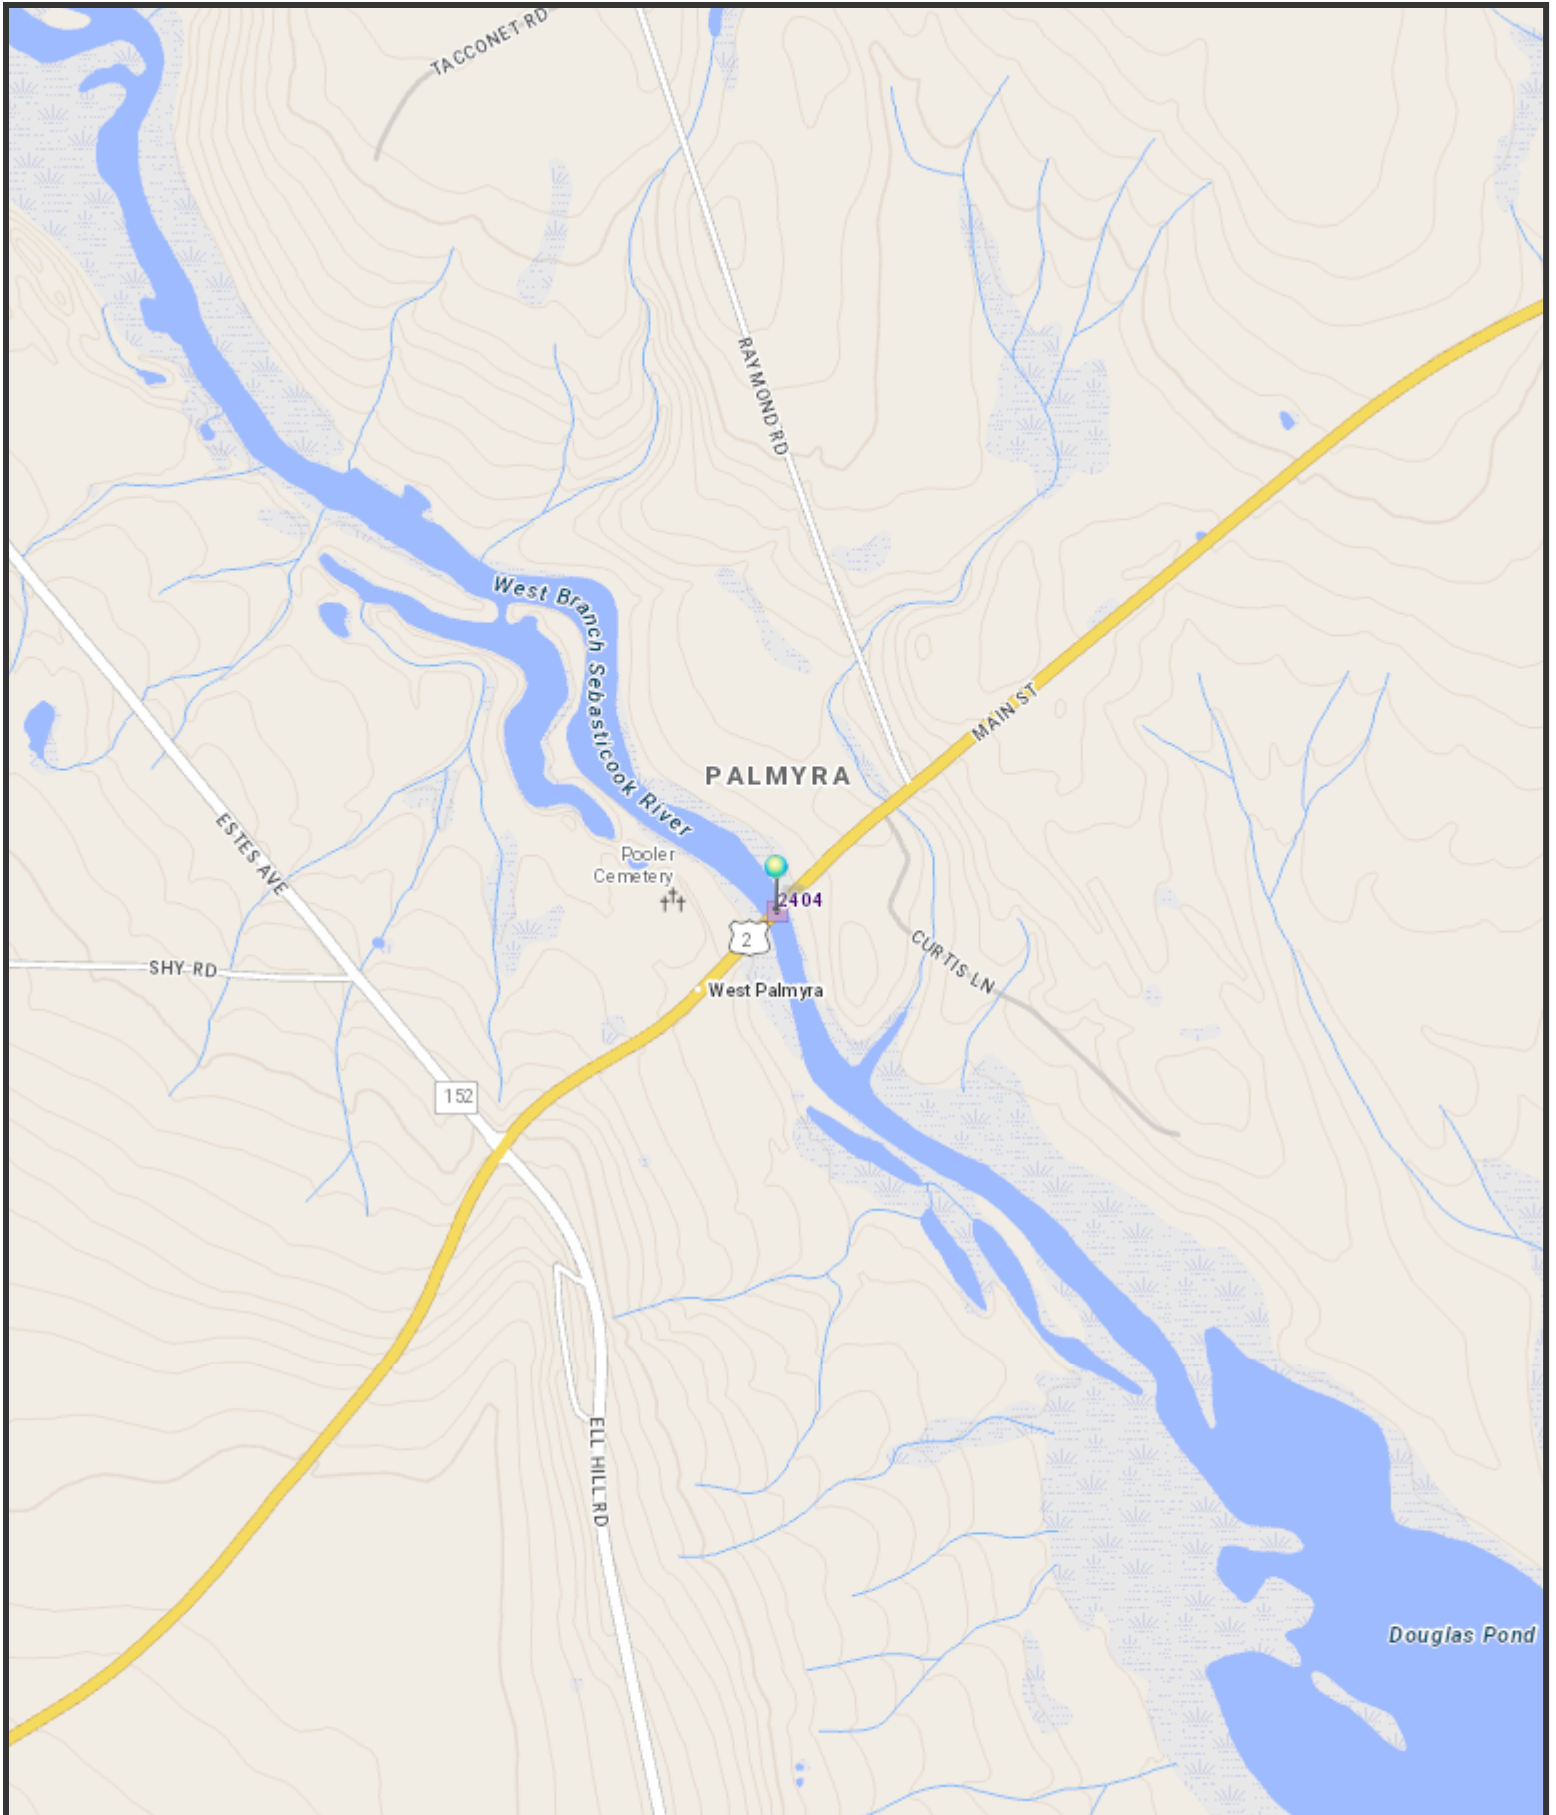 TACCONET RD
RAYMOND RD
West Branch Sebasticook River
MAIN ST
PALMYRA
ESTES AVE
Pooler
Cemetery
2404
2
CURTIS LN
SHY RD
West Palmyra
152
ELL HILL RD
Douglas Pond